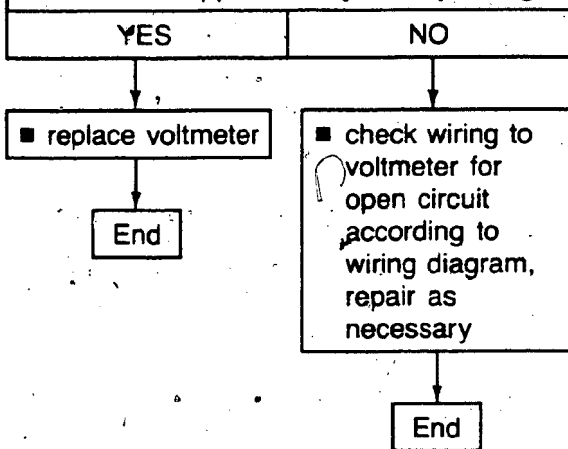 YES NO
■ replace voltmeter
End
■ check wiring to
voltmeter for
open circuit
according to
wiring diagram,
repair as
necessary
End